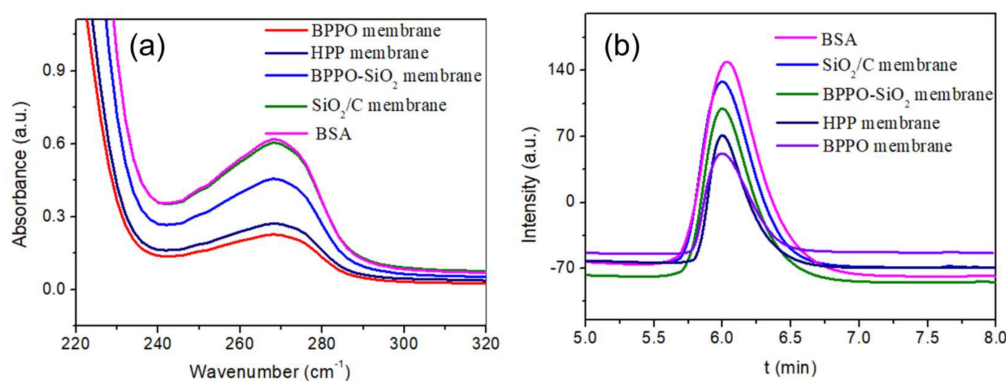 (a)
BPPO membrane
HPP membrane
BPPO-SiO₂ membrane
SiO₂/C membrane
BSA
0.9
0.6
0.3
0.0
Absorbance (a.u.)
220 240 260 280 300 320
Wavenumber (cm⁻¹)
(b)
BSA
SiO₂/C membrane
BPPO-SiO₂ membrane
HPP membrane
BPPO membrane
140
70
0
-70
Intensity (a.u.)
5.0 5.5 6.0 6.5 7.0 7.5 8.0
t (min)